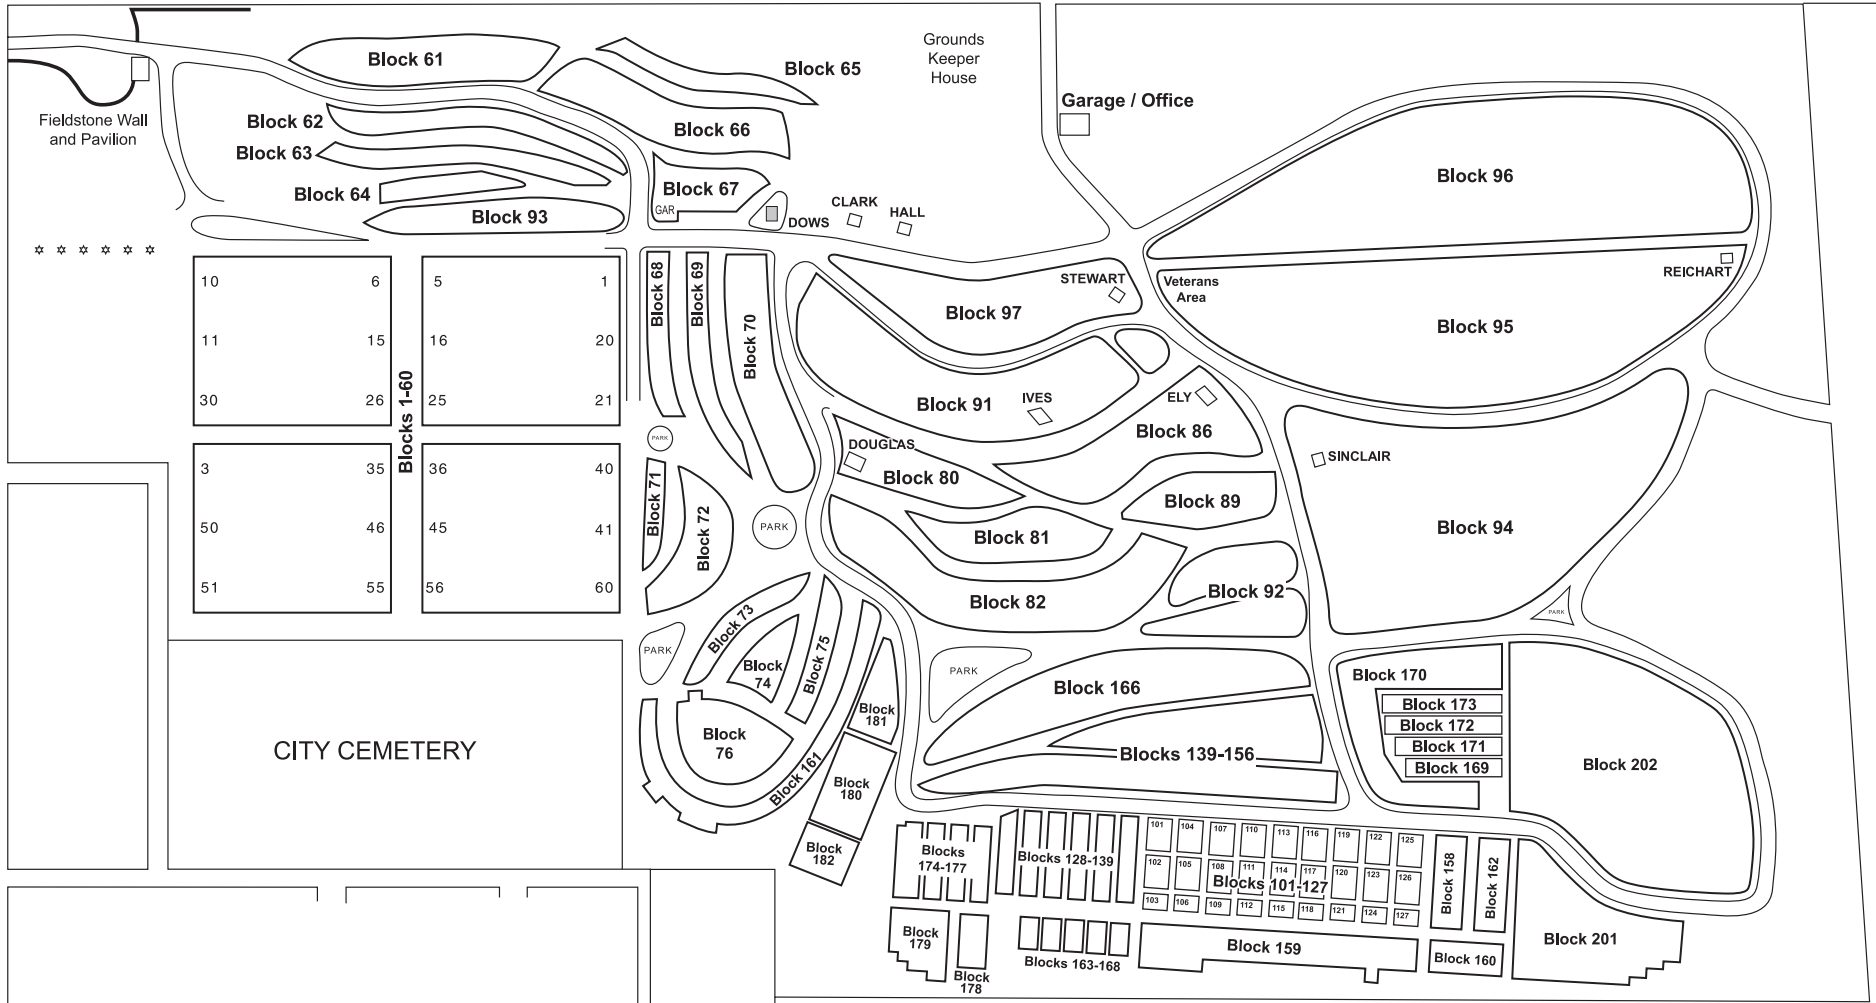 Grounds
Keeper
House
Block 61
Block 65
Garage / Office
Fieldstone Wall
and Pavilion
Block 62
Block 66
Block 63
Block 64
Block 67
GAR
Block 93
DOWS
CLARK
HALL
Block 96
Veterans
Area
REICHART
Block 95
STEWART
Block 97
10
6
5
1
11
15
16
20
30
26
25
21
Blocks 1-60
3
35
36
40
50
46
45
41
51
55
56
60
Block 68
Block 69
Block 70
PARK
Block 71
Block 72
PARK
Block 91
IVES
ELY
Block 86
DOUGLAS
Block 80
Block 89
Block 81
Block 82
Block 92
SINCLAIR
Block 94
PARK
PARK
Block 73
Block
74
Block 75
Block
76
Block 161
Block
181
Block
180
Block
182
CITY CEMETERY
PARK
Block 166
Blocks 139-156
Block 170
Block 173
Block 172
Block 171
Block 169
Block 202
Blocks
174-177
Blocks 128-139
101
104
107
110
113
116
119
122
125
102
105
108
111
114
117
120
123
126
Blocks 101-127
103
106
109
112
115
118
121
124
127
Block 158
Block 162
Block
179
Block
178
Blocks 163-168
Block 159
Block 160
Block 201